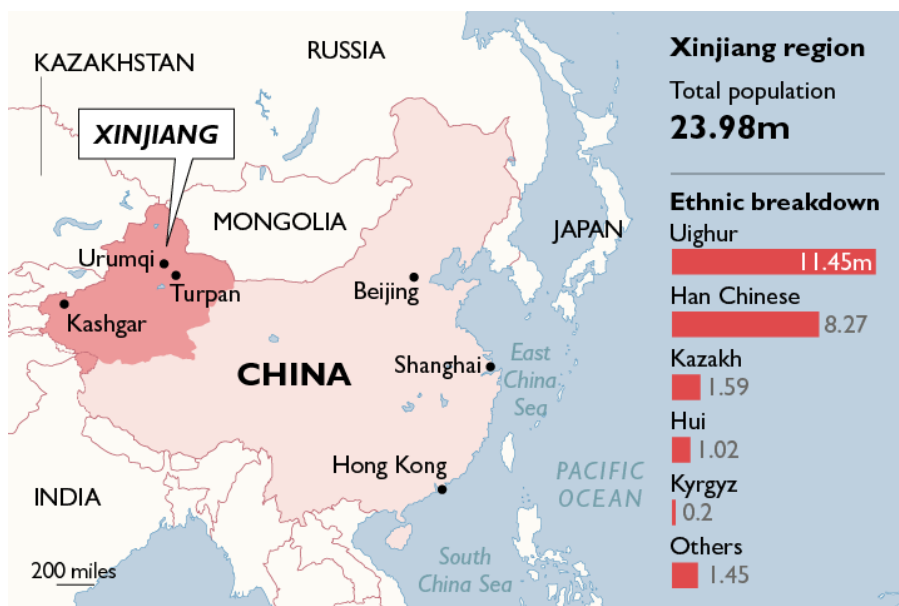 KAZAKHSTAN
RUSSIA
XINJIANG
MONGOLIA
JAPAN
Urumqi
Turpan
Beijing
Kashgar
CHINA
Shanghai
East
China
Sea
Hong Kong
PACIFIC
OCEAN
INDIA
South
China Sea
200 miles
Xinjiang region
Total population
23.98m
Ethnic breakdown
Uighur
11.45m
Han Chinese
8.27
Kazakh
1.59
Hui
1.02
Kyrgyz
0.2
Others
1.45